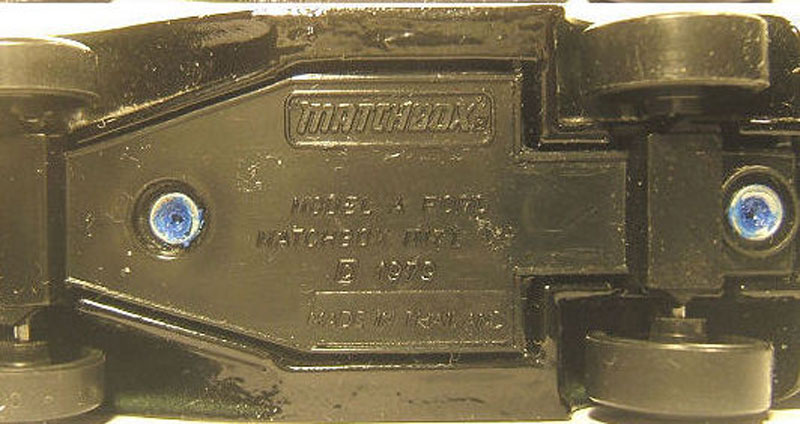 MATCHBOX
MODEL A FORD
MATCHBOX INT'L
© 1979
MADE IN THAILAND